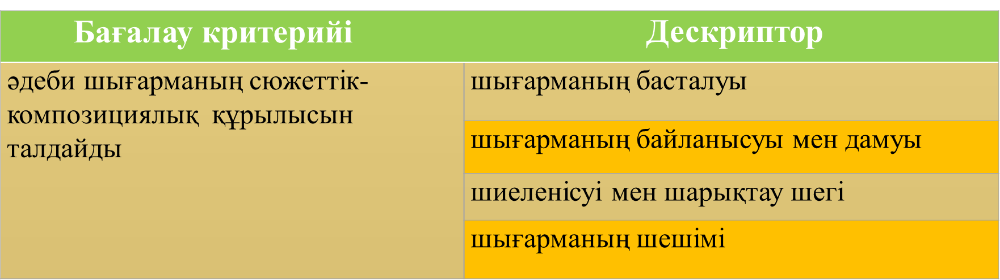 Бағалау критерийі
Дескриптор
әдеби шығарманың сюжеттік-
композициялық құрылысын
талдайды
шығарманың басталуы
шығарманың байланысуы мен дамуы
шиеленісуі мен шарықтау шегі
шығарманың шешімі